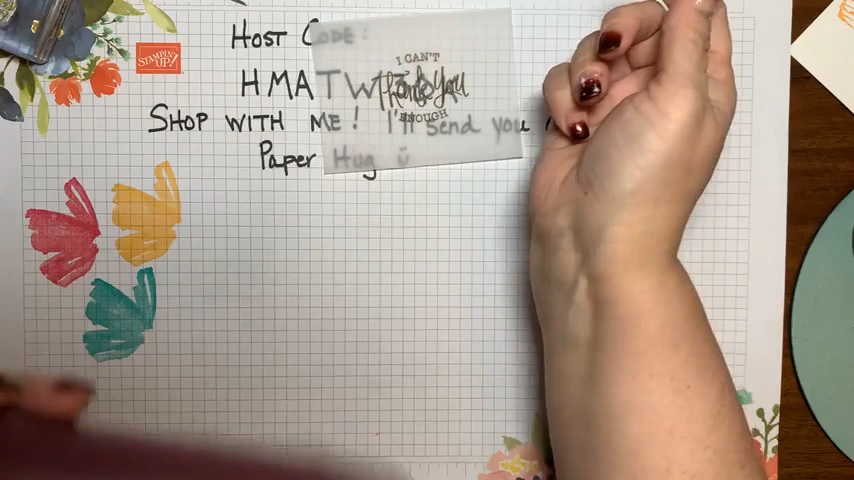 STAMPIN' UP!
HOST CODE:
HMATW
SHOP WITH ME! I'll send you
Paper Hug ü
I CAN'T
thank you
ENOUGH